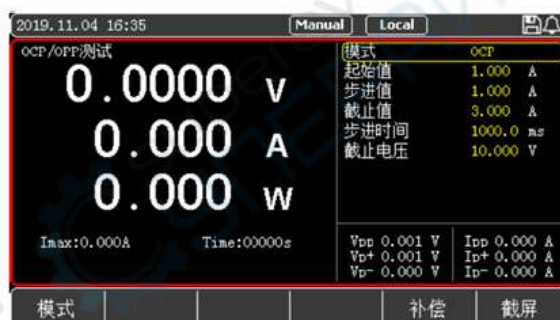 2019.11.04 16:35 Manual Local
OCP/OPP测试
0.0000 V
0.000 A
0.000 W
Imax:0.000A Time:00000s
模式 OCP
起始值 1.000 A
步进值 1.000 A
截止值 3.000 A
步进时间 1000.0 ms
截止电压 10.000 V
Vpp 0.001 V Ipp 0.000 A
Vp+ 0.001 V Ip+ 0.000 A
Vp- 0.000 V Ip- 0.000 A
模式 补偿 截屏